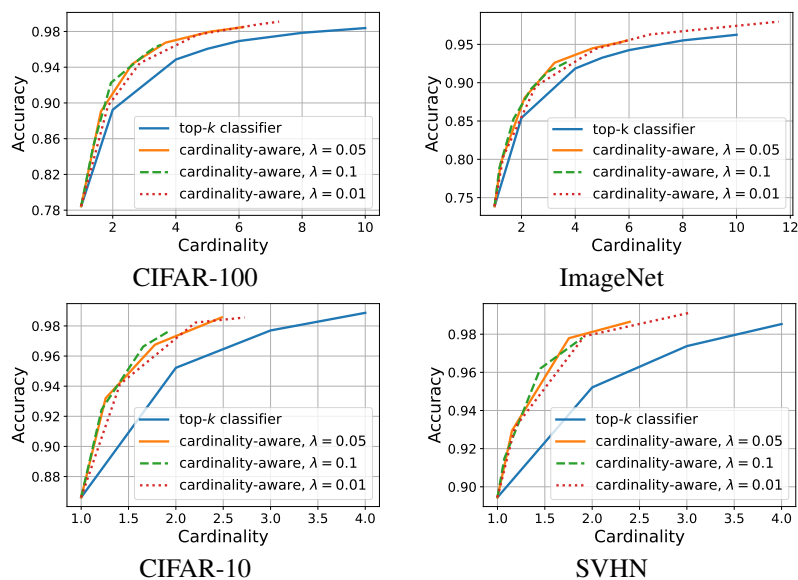 0.98
0.94
0.90
0.86
0.82
0.78
Accuracy
2 4 6 8 10
Cardinality
top-k classifier
cardinality-aware, λ = 0.05
cardinality-aware, λ = 0.1
cardinality-aware, λ = 0.01
CIFAR-100
0.95
0.90
0.85
0.80
0.75
Accuracy
2 4 6 8 10 12
Cardinality
top-k classifier
cardinality-aware, λ = 0.05
cardinality-aware, λ = 0.1
cardinality-aware, λ = 0.01
ImageNet
0.98
0.96
0.94
0.92
0.90
0.88
Accuracy
1.0 1.5 2.0 2.5 3.0 3.5 4.0
Cardinality
top-k classifier
cardinality-aware, λ = 0.05
cardinality-aware, λ = 0.1
cardinality-aware, λ = 0.01
CIFAR-10
0.98
0.96
0.94
0.92
0.90
Accuracy
1.0 1.5 2.0 2.5 3.0 3.5 4.0
Cardinality
top-k classifier
cardinality-aware, λ = 0.05
cardinality-aware, λ = 0.1
cardinality-aware, λ = 0.01
SVHN